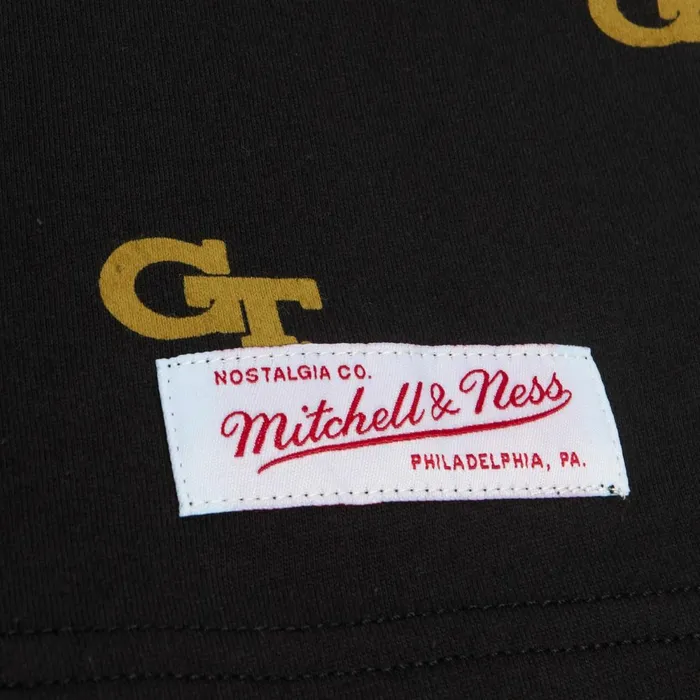 GT
NOSTALGIA CO.
Mitchell & Ness
PHILADELPHIA, PA.